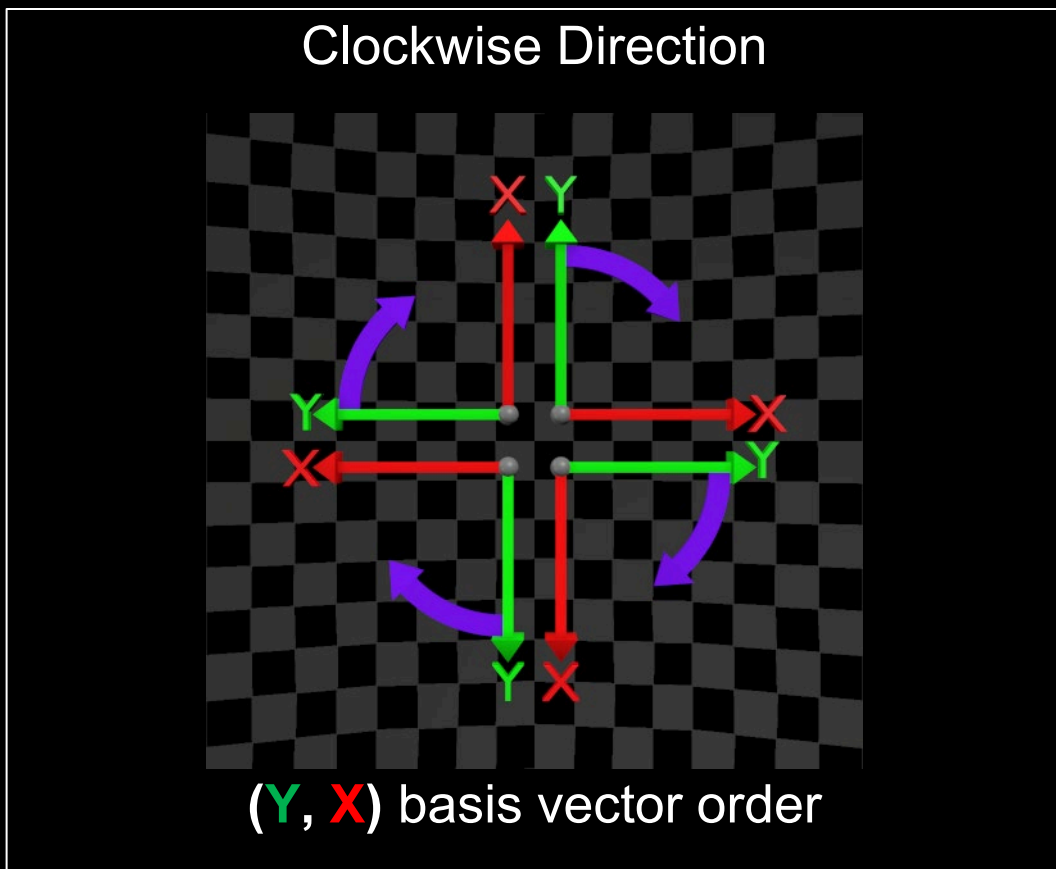 Clockwise Direction
X Y
Y X
X Y
Y X
(Y, X) basis vector order